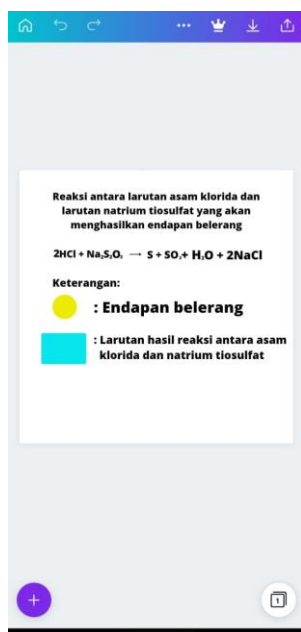 Reaksi antara larutan asam klorida dan
larutan natrium tiosulfat yang akan
menghasilkan endapan belerang
2HCl + Na₂S₂O₃ → S + SO₂+ H₂O + 2NaCl
Keterangan:
: Endapan belerang
: Larutan hasil reaksi antara asam
klorida dan natrium tiosulfat
+
1